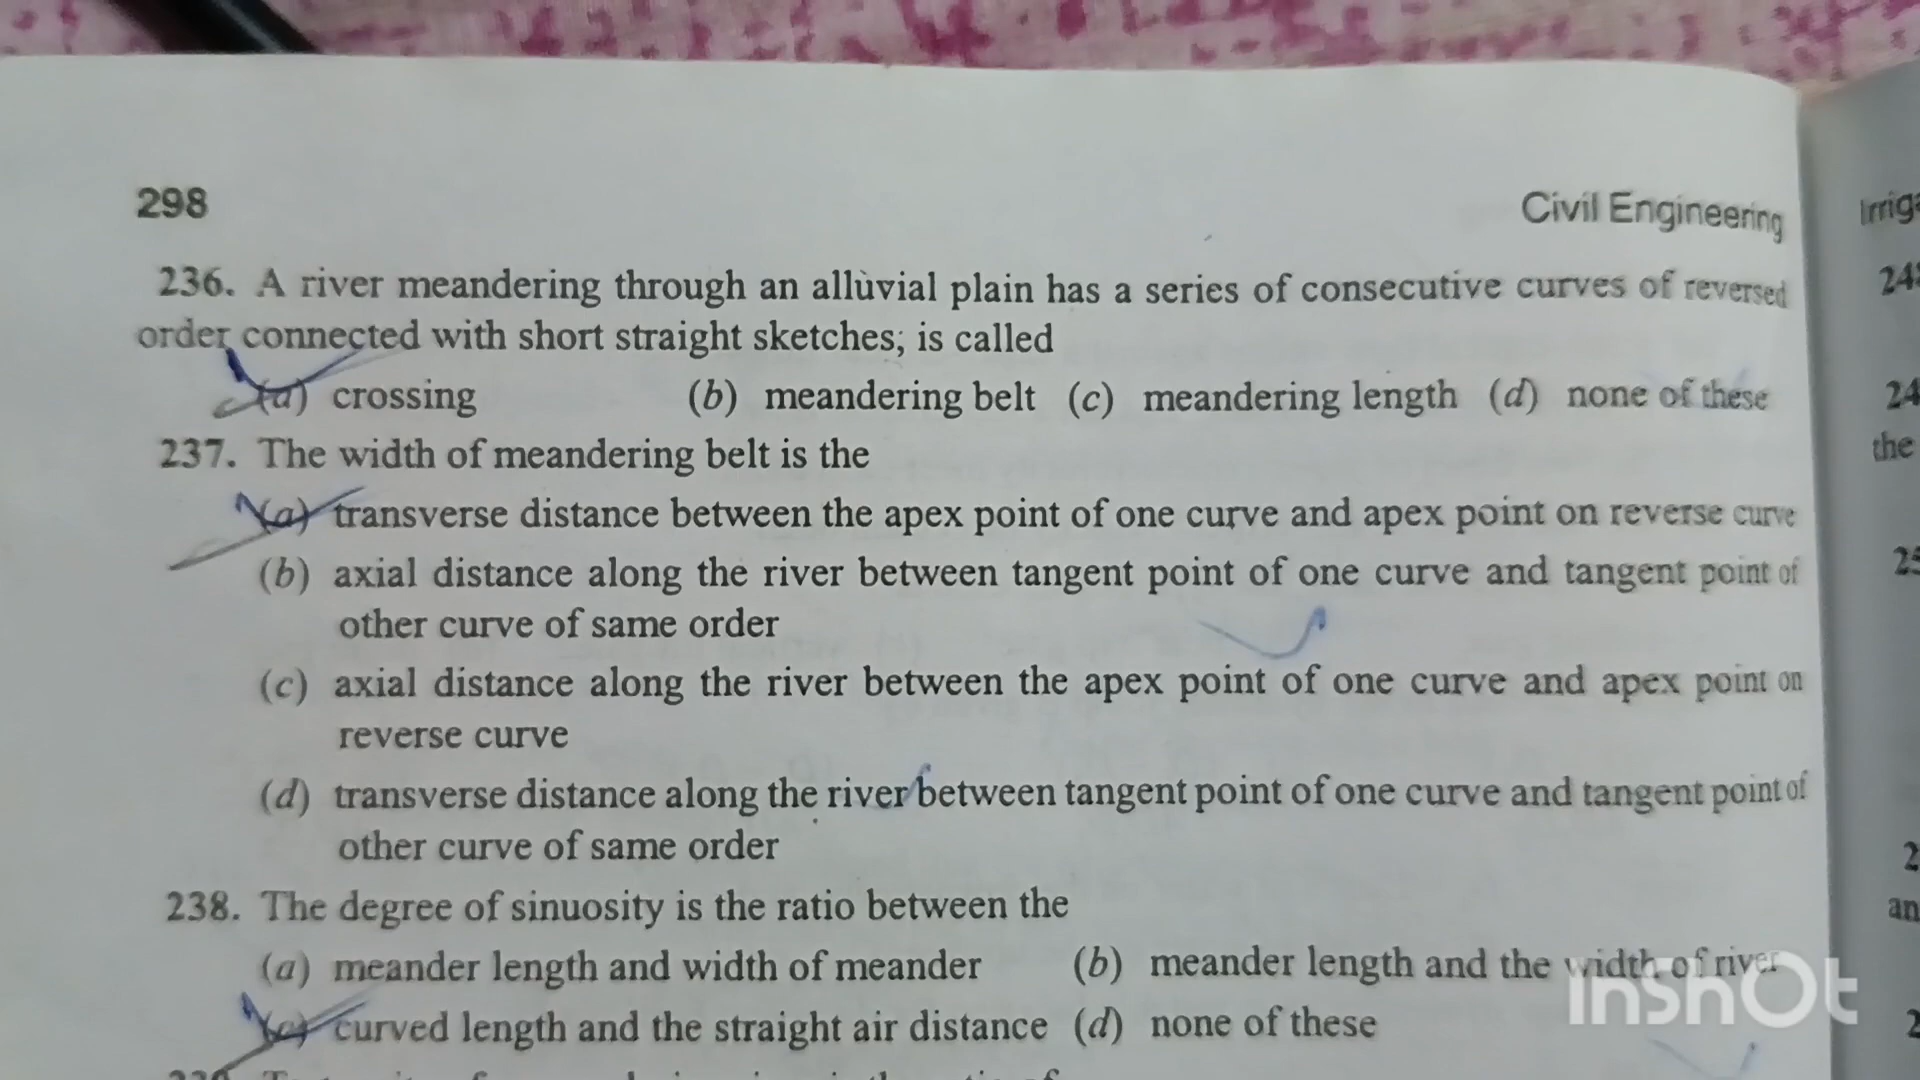 298
Civil Engineering
236. A river meandering through an alluvial plain has a series of consecutive curves of reversed
order connected with short straight sketches; is called
(a) crossing (b) meandering belt (c) meandering length (d) none of these
237. The width of meandering belt is the
(a) transverse distance between the apex point of one curve and apex point on reverse curve
(b) axial distance along the river between tangent point of one curve and tangent point of
other curve of same order
(c) axial distance along the river between the apex point of one curve and apex point on
reverse curve
(d) transverse distance along the river between tangent point of one curve and tangent point of
other curve of same order
238. The degree of sinuosity is the ratio between the
(a) meander length and width of meander (b) meander length and the width of river
(c) curved length and the straight air distance (d) none of these
24
the
an
InShOt